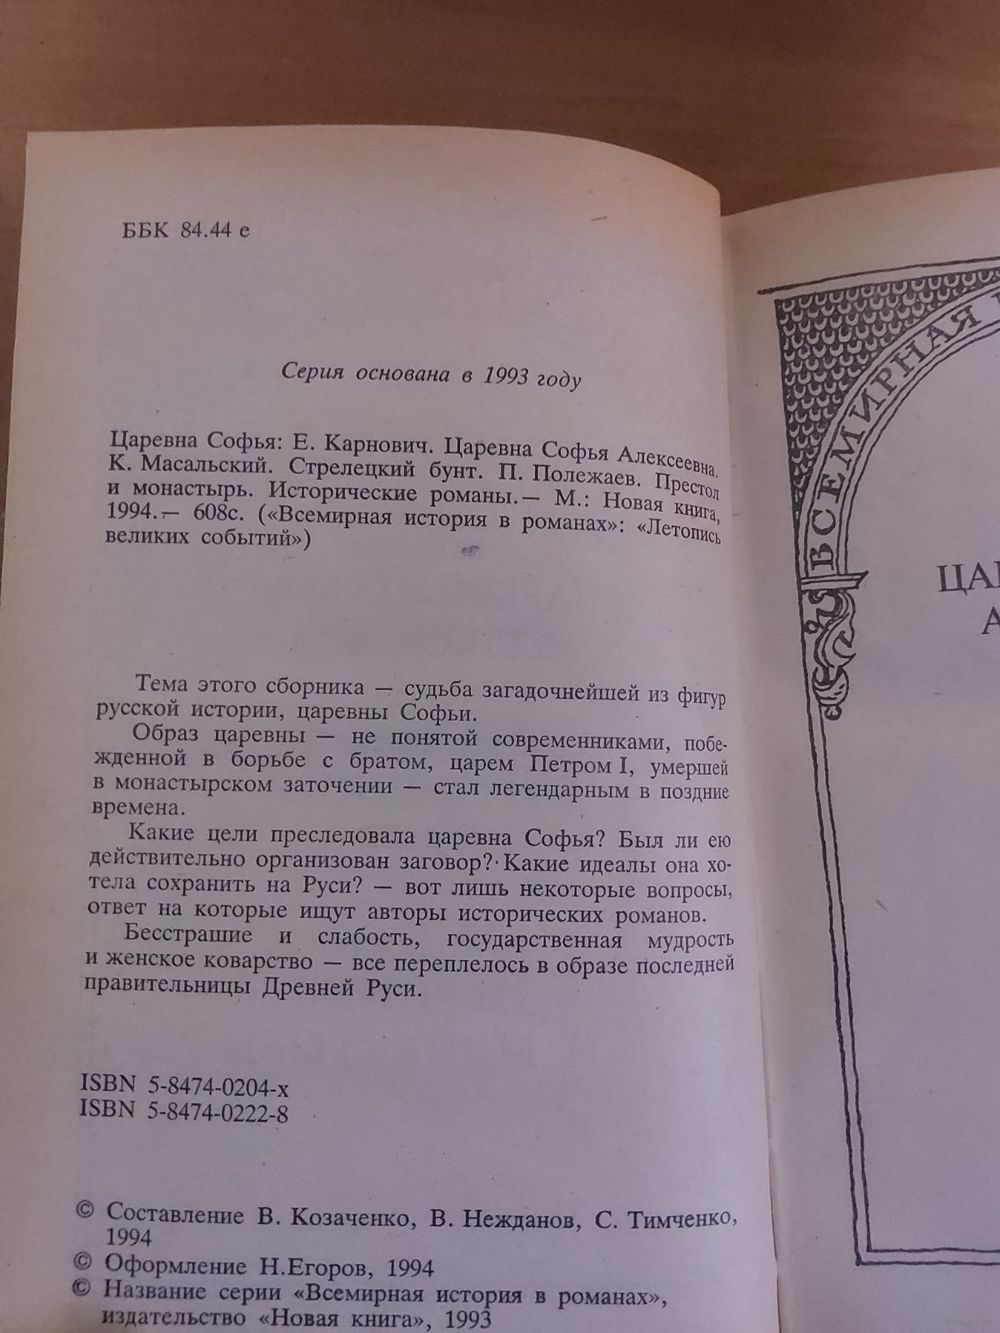 ББК 84.44 е
Серия основана в 1993 году
Царевна Софья: Е. Карнович. Царевна Софья Алексеевна.
К. Масальский. Стрелецкий бунт. П. Полежаев. Престол
и монастырь. Исторические романы.— М.: Новая книга,
1994.— 608с. («Всемирная история в романах»: «Летопись
великих событий»)
Тема этого сборника — судьба загадочнейшей из фигур
русской истории, царевны Софьи.
Образ царевны — не понятой современниками, побе-
жденной в борьбе с братом, царем Петром I, умершей
в монастырском заточении — стал легендарным в поздние
времена.
Какие цели преследовала царевна Софья? Был ли ею
действительно организован заговор? Какие идеалы она хо-
тела сохранить на Руси? — вот лишь некоторые вопросы,
ответ на которые ищут авторы исторических романов.
Бесстрашие и слабость, государственная мудрость
и женское коварство — все переплелось в образе последней
правительницы Древней Руси.
ISBN 5-8474-0204-х
ISBN 5-8474-0222-8
© Составление В. Козаченко, В. Нежданов, С. Тимченко,
1994
© Оформление Н.Егоров, 1994
© Название серии «Всемирная история в романах»,
издательство «Новая книга», 1993
ВСЕМИРНАЯ
ЦА
А